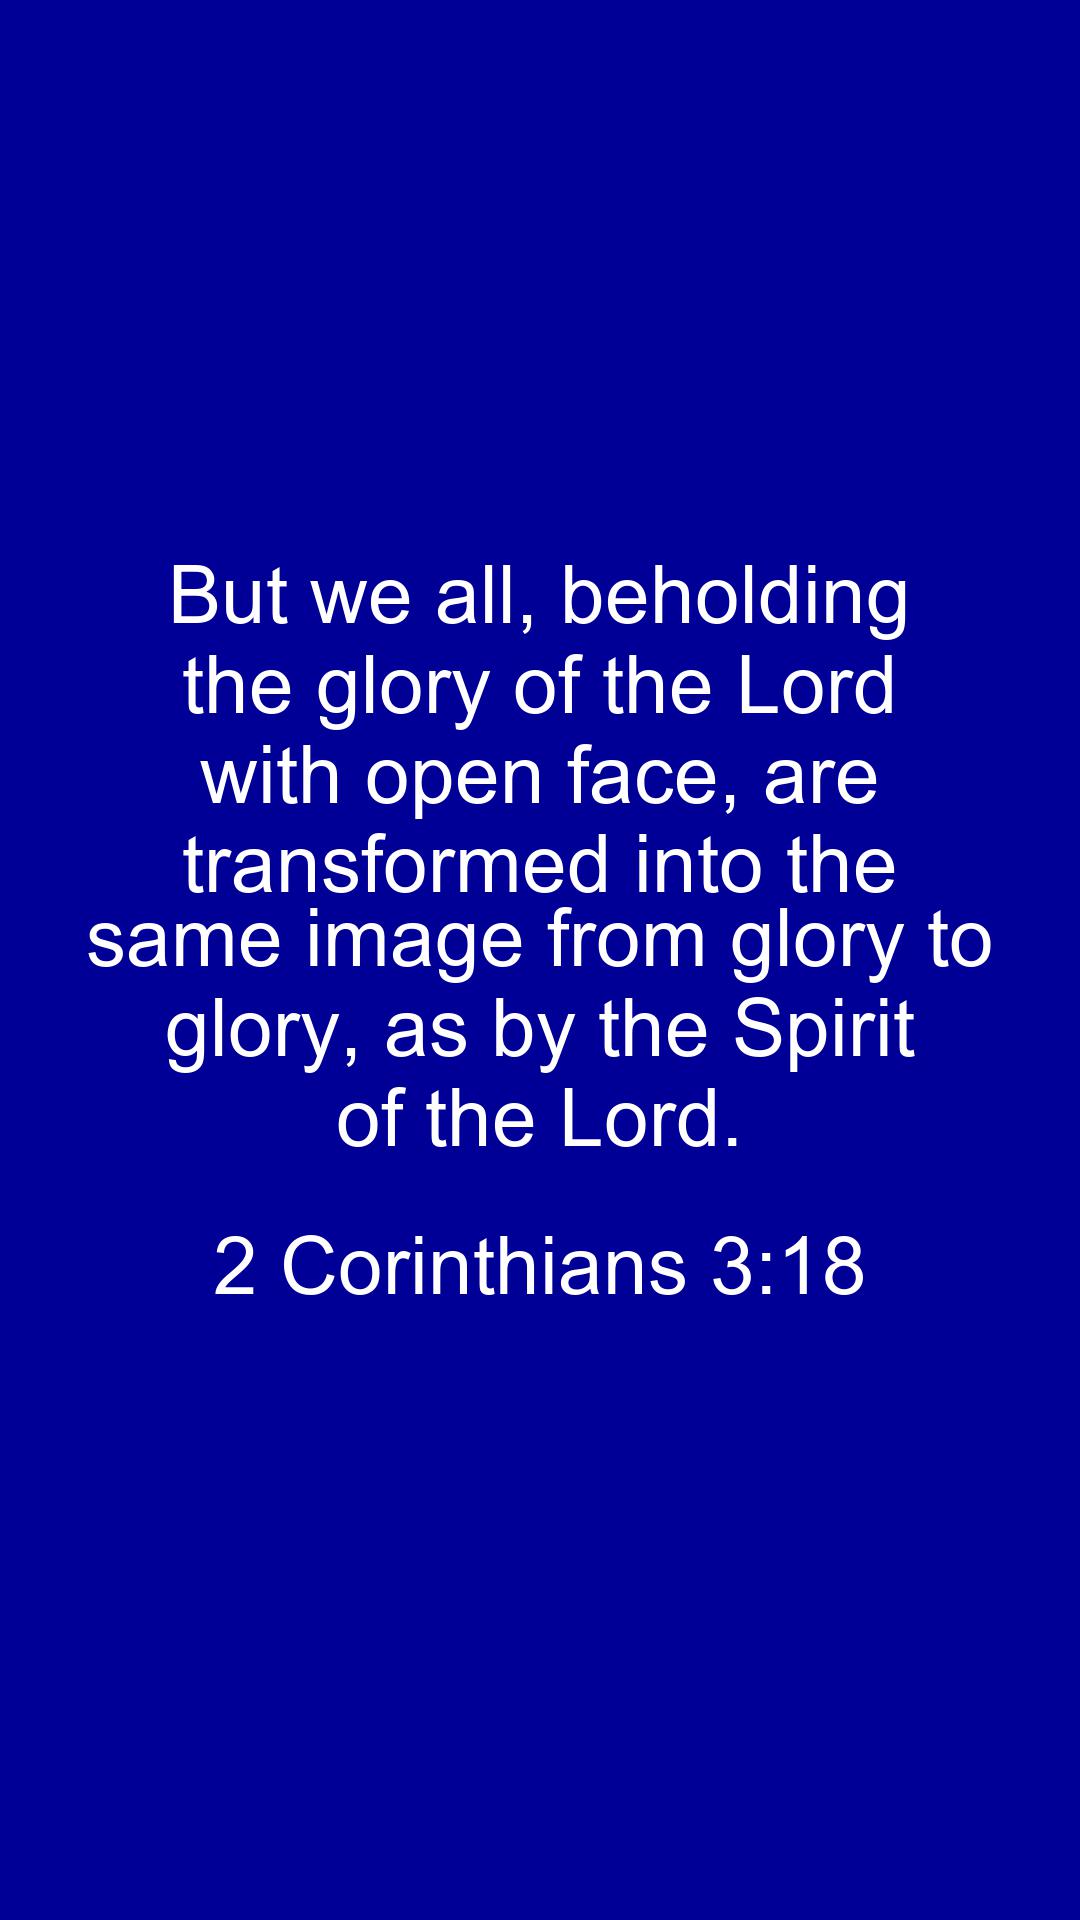 But we all, beholding
the glory of the Lord
with open face, are
transformed into the
same image from glory to
glory, as by the Spirit
of the Lord.
2 Corinthians 3:18